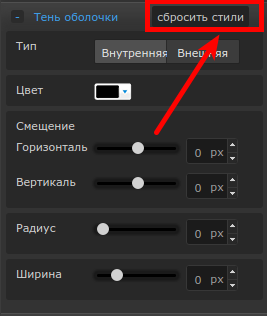 - Тень оболочки сбросить стили
Тип Внутренняя Внешняя
Цвет
Смещение
Горизонталь 0 px
Вертикаль 0 px
Радиус 0 px
Ширина 0 px